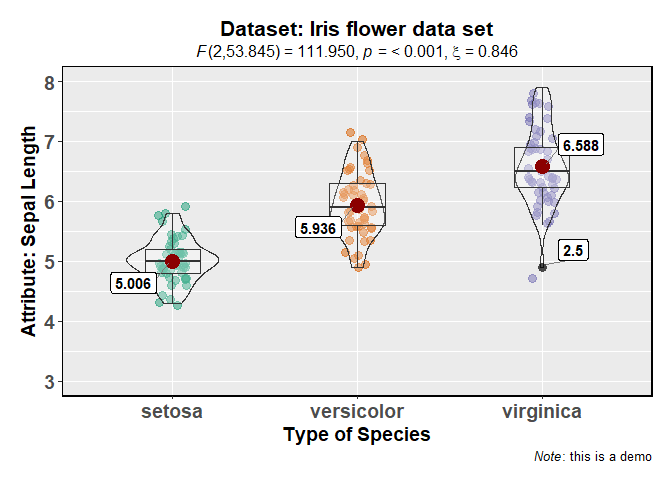 Dataset: Iris flower data set
F(2,53.845) = 111.950, p = < 0.001, ξ = 0.846
Attribute: Sepal Length
8
7
6
5
4
3
6.588
5.936
2.5
5.006
setosa
versicolor
virginica
Type of Species
Note: this is a demo